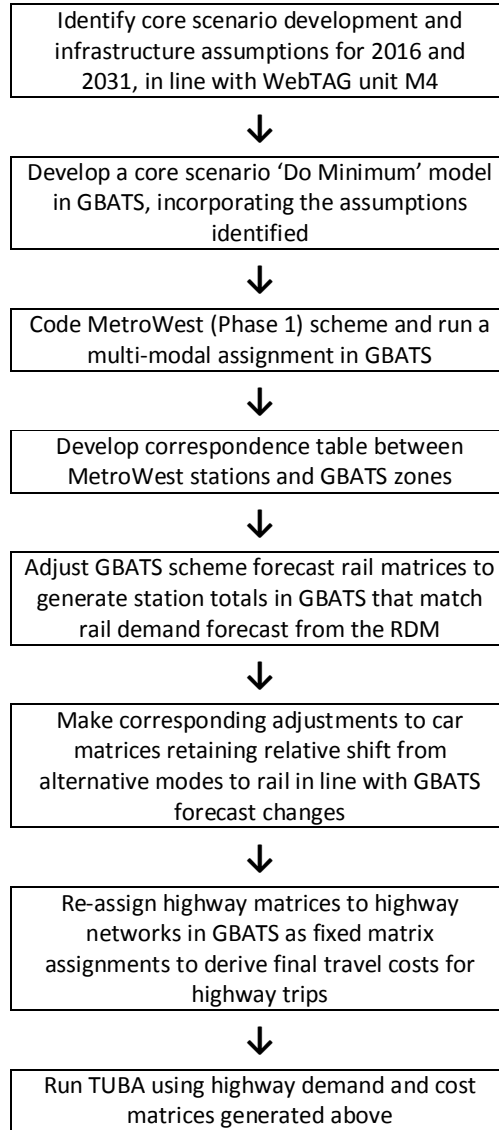 Identify core scenario development and
infrastructure assumptions for 2016 and
2031, in line with WebTAG unit M4
Develop a core scenario ‘Do Minimum’ model
in GBATS, incorporating the assumptions
identified
Code MetroWest (Phase 1) scheme and run a
multi-modal assignment in GBATS
Develop correspondence table between
MetroWest stations and GBATS zones
Adjust GBATS scheme forecast rail matrices to
generate station totals in GBATS that match
rail demand forecast from the RDM
Make corresponding adjustments to car
matrices retaining relative shift from
alternative modes to rail in line with GBATS
forecast changes
Re-assign highway matrices to highway
networks in GBATS as fixed matrix
assignments to derive final travel costs for
highway trips
Run TUBA using highway demand and cost
matrices generated above